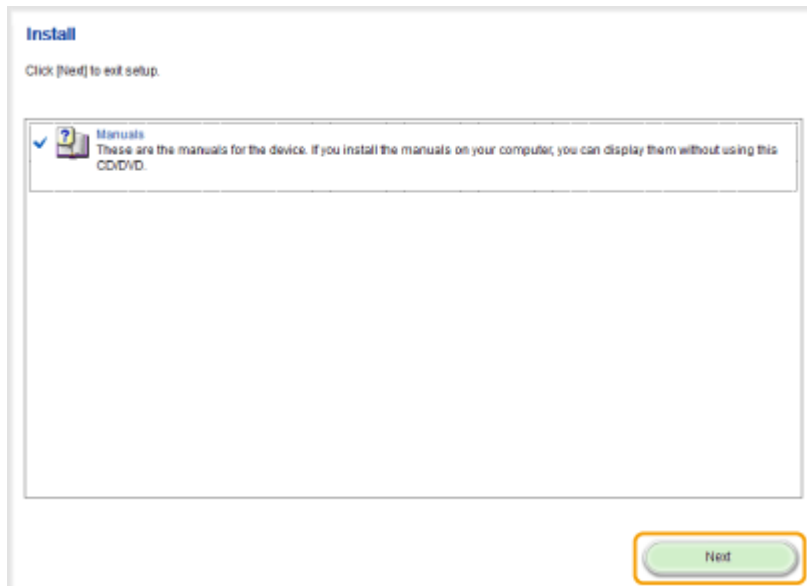 Install
Click [Next] to exit setup.
Manuals
These are the manuals for the device. If you install the manuals on your computer, you can display them without using this
CD/DVD.
Next